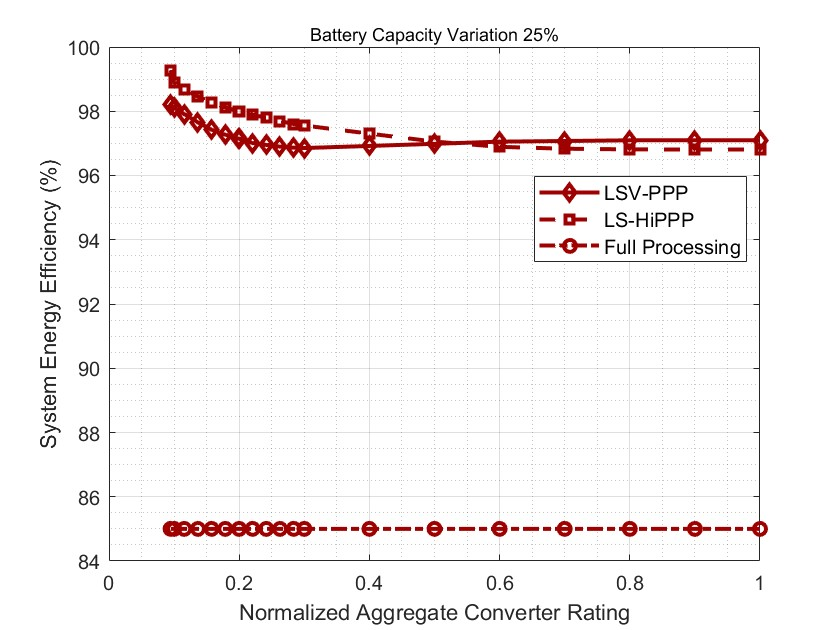 Battery Capacity Variation 25%
100
98
96
94
92
90
88
86
84
System Energy Efficiency (%)
LSV-PPP
LS-HiPPP
Full Processing
0
0.2
0.4
0.6
0.8
1
Normalized Aggregate Converter Rating